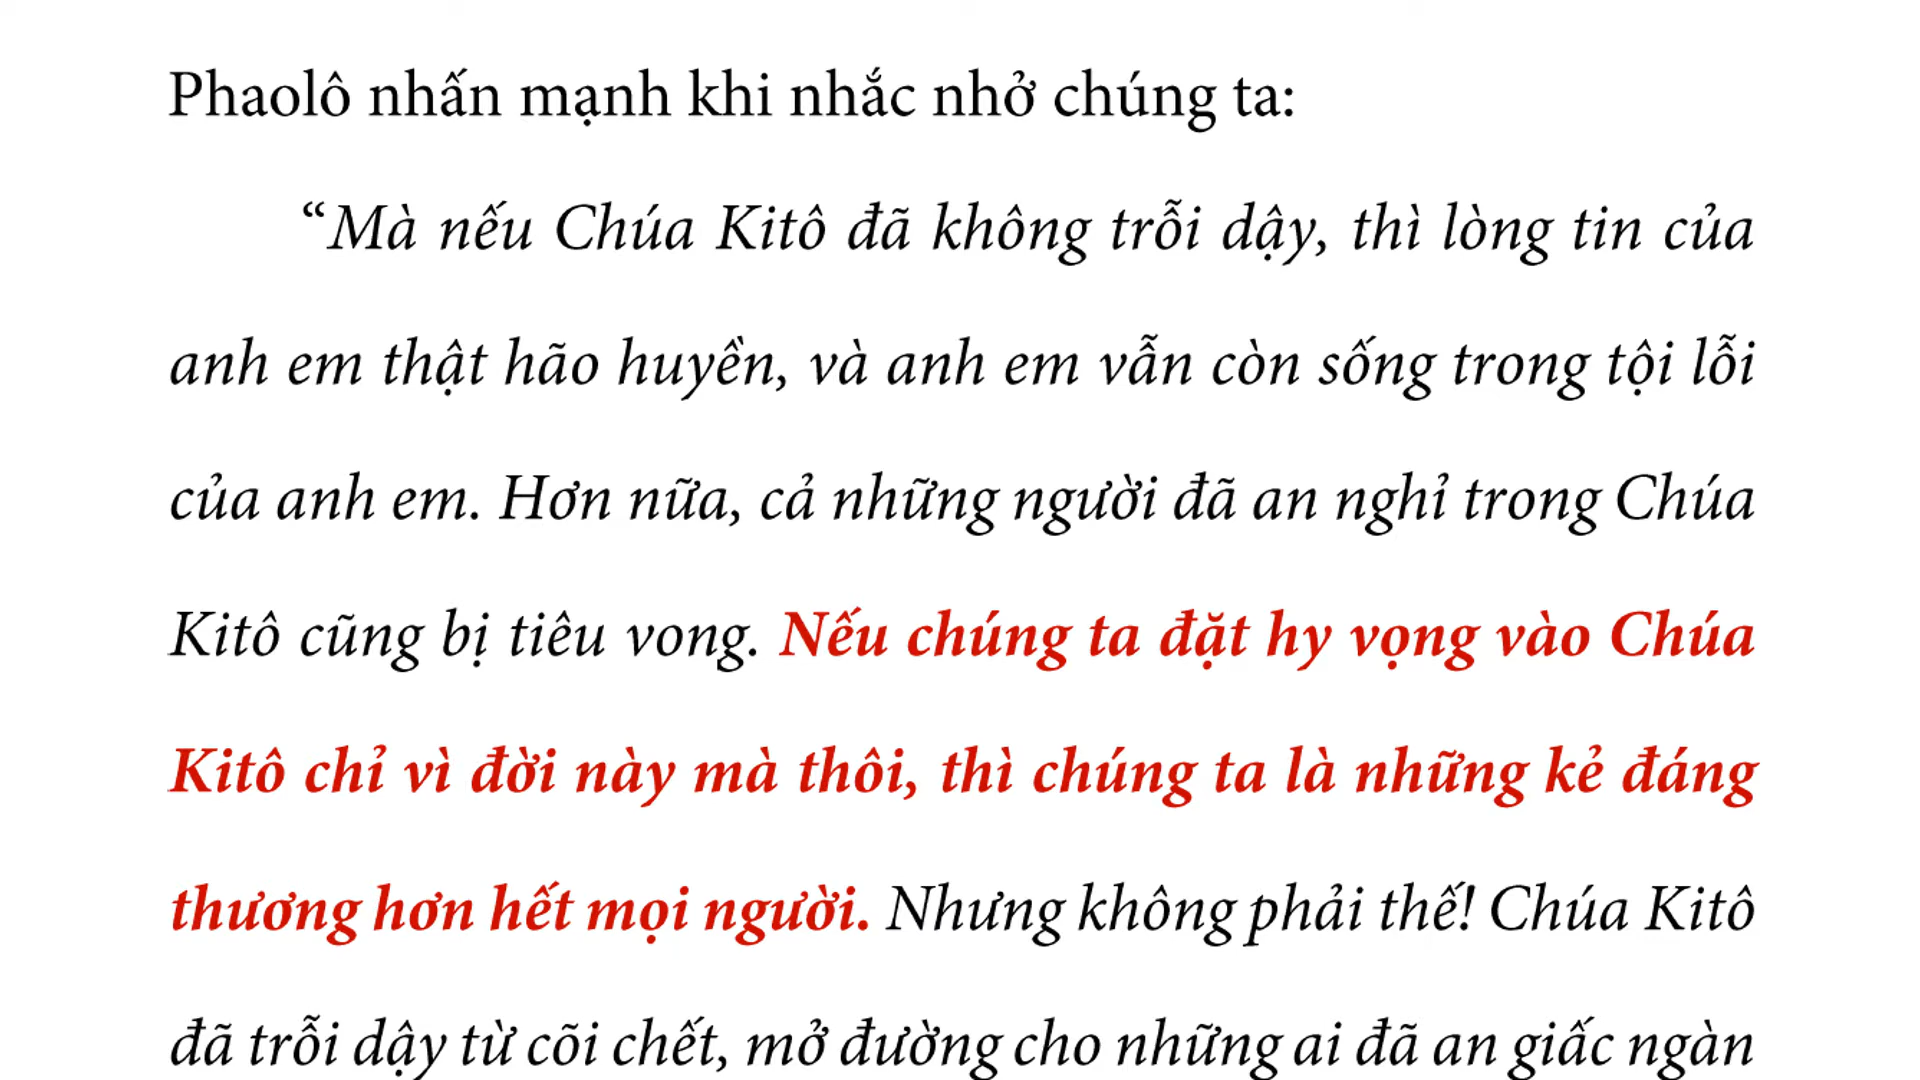 Phaolô nhấn mạnh khi nhắc nhở chúng ta:
“Mà nếu Chúa Kitô đã không trỗi dậy, thì lòng tin của
anh em thật hão huyền, và anh em vẫn còn sống trong tội lỗi
của anh em. Hơn nữa, cả những người đã an nghỉ trong Chúa
Kitô cũng bị tiêu vong. Nếu chúng ta đặt hy vọng vào Chúa
Kitô chỉ vì đời này mà thôi, thì chúng ta là những kẻ đáng
thương hơn hết mọi người. Nhưng không phải thế! Chúa Kitô
đã trỗi dậy từ cõi chết, mở đường cho những ai đã an giấc ngàn